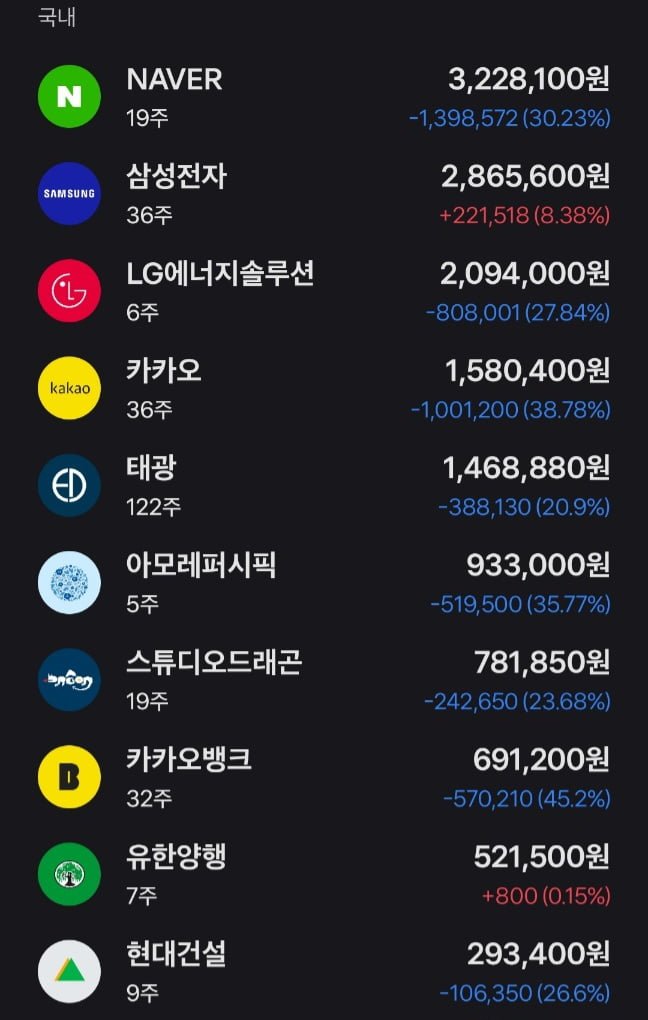 국내
NAVER
3,228,100원
19주
-1,398,572 (30.23%)
SAMSUNG
삼성전자
2,865,600원
36주
+221,518 (8.38%)
LG에너지솔루션
2,094,000원
6주
-808,001 (27.84%)
kakao
카카오
1,580,400원
36주
-1,001,200 (38.78%)
태광
1,468,880원
122주
-388,130 (20.9%)
아모레퍼시픽
933,000원
5주
-519,500 (35.77%)
스튜디오드래곤
781,850원
19주
-242,650 (23.68%)
B
카카오뱅크
691,200원
32주
-570,210 (45.2%)
유한양행
521,500원
7주
+800 (0.15%)
현대건설
293,400원
9주
-106,350 (26.6%)